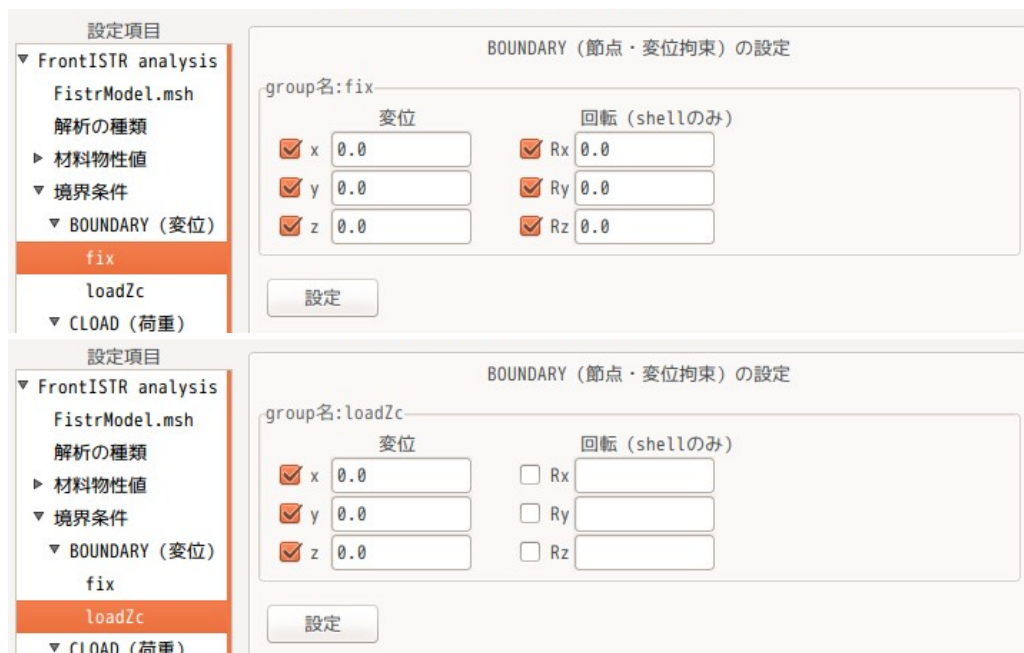 設定項目
FrontISTR analysis
FistrModel.msh
解析の種類
材料物性値
境界条件
BOUNDARY (変位)
fix
loadZc
CLOAD (荷重)
BOUNDARY (節点・変位拘束) の設定
group名:fix
変位 回転 (shellのみ)
x 0.0 Rx 0.0
y 0.0 Ry 0.0
z 0.0 Rz 0.0
設定
設定項目
FrontISTR analysis
FistrModel.msh
解析の種類
材料物性値
境界条件
BOUNDARY (変位)
fix
loadZc
CLOAD (荷重)
BOUNDARY (節点・変位拘束) の設定
group名:loadZc
変位 回転 (shellのみ)
x 0.0 Rx
y 0.0 Ry
z 0.0 Rz
設定